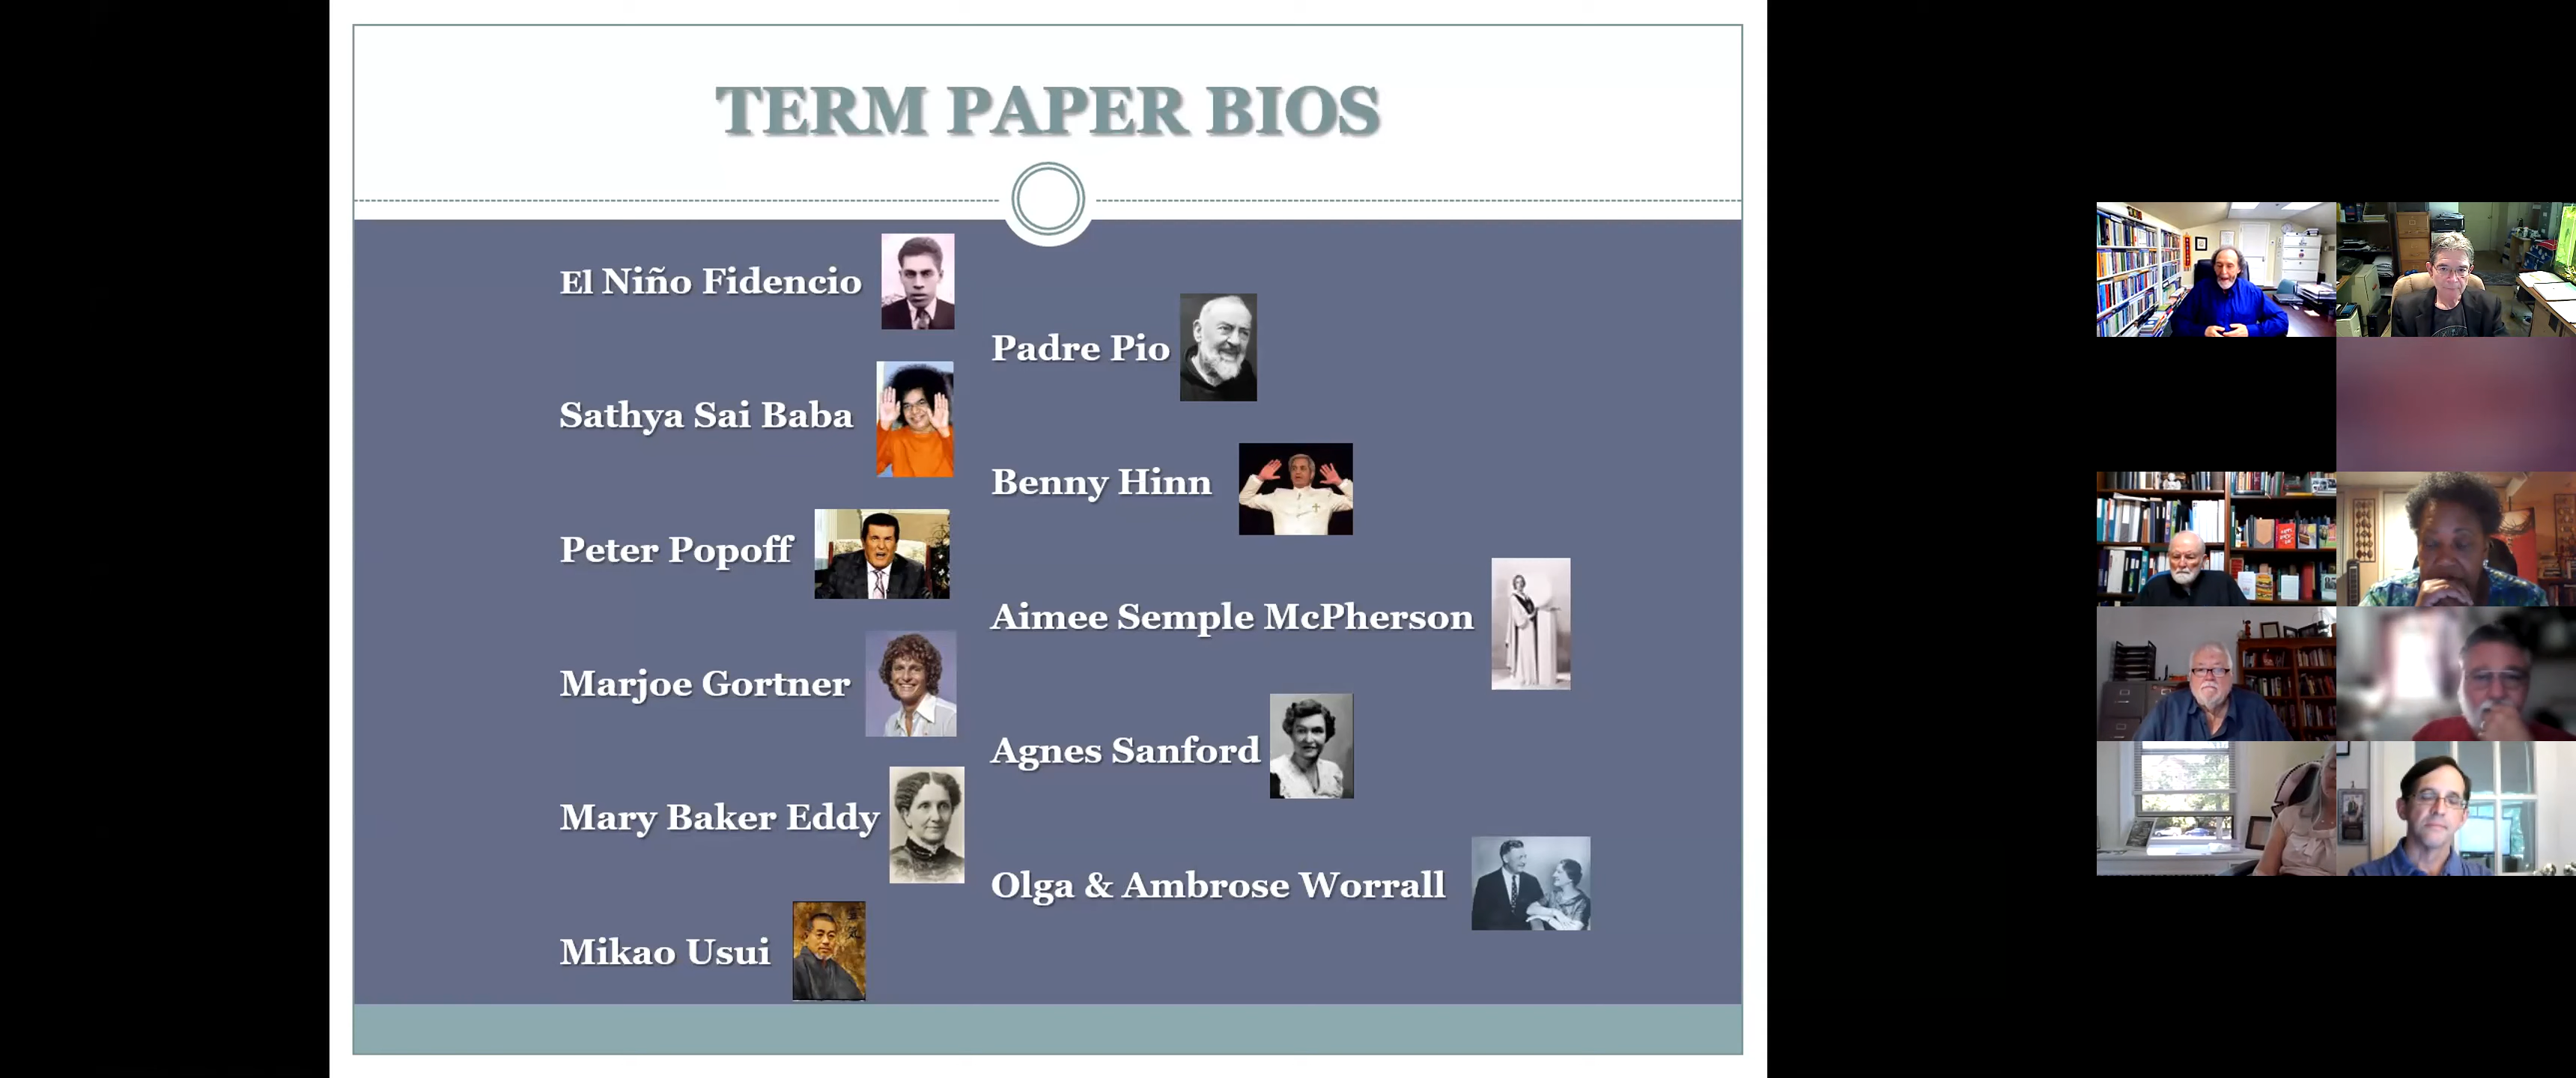 TERM PAPER BIOS
El Niño Fidencio
Padre Pio
Sathya Sai Baba
Benny Hinn
Peter Popoff
Aimee Semple McPherson
Marjoe Gortner
Agnes Sanford
Mary Baker Eddy
Olga & Ambrose Worrall
Mikao Usui